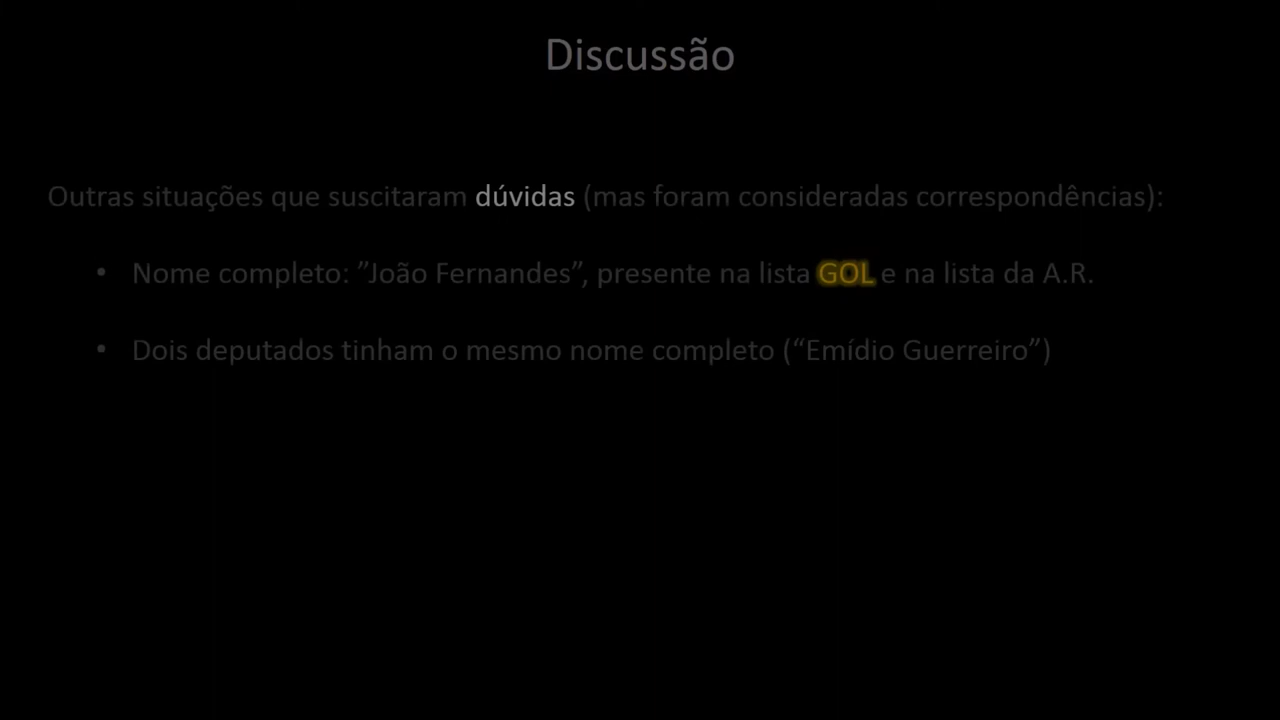 Discussão
Outras situações que suscitaram dúvidas (mas foram consideradas correspondências):
• Nome completo: ”João Fernandes”, presente na lista GOL e na lista da A.R.
• Dois deputados tinham o mesmo nome completo (“Emídio Guerreiro”)